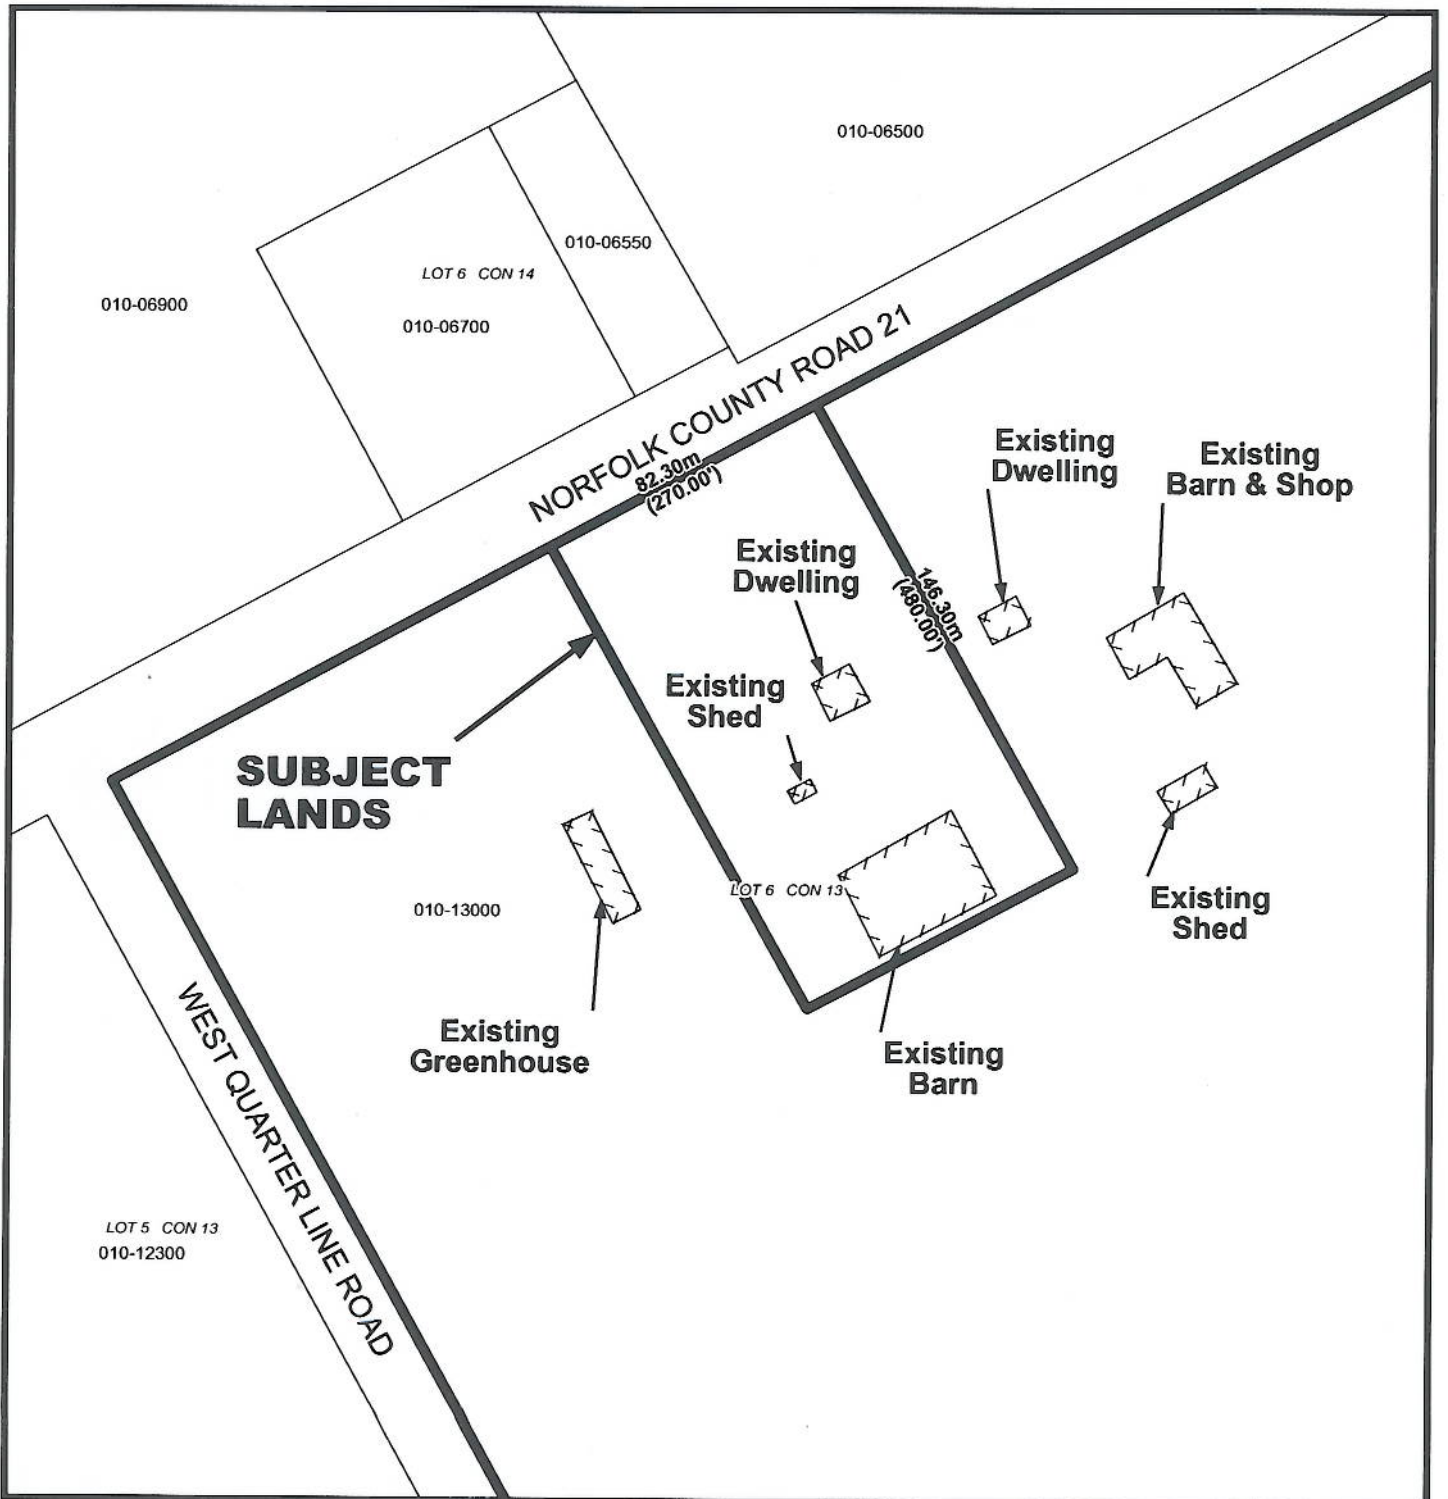 010-06500
010-06550
LOT 6 CON 14
010-06900
010-06700
NORFOLK COUNTY ROAD 21
82.30m
(270.00')
Existing
Dwelling
Existing
Barn & Shop
Existing
Dwelling
146.30m
(480.00')
Existing
Shed
SUBJECT
LANDS
LOT 6 CON 13
010-13000
Existing
Shed
Existing
Greenhouse
Existing
Barn
WEST QUARTER LINE ROAD
LOT 5 CON 13
010-12300